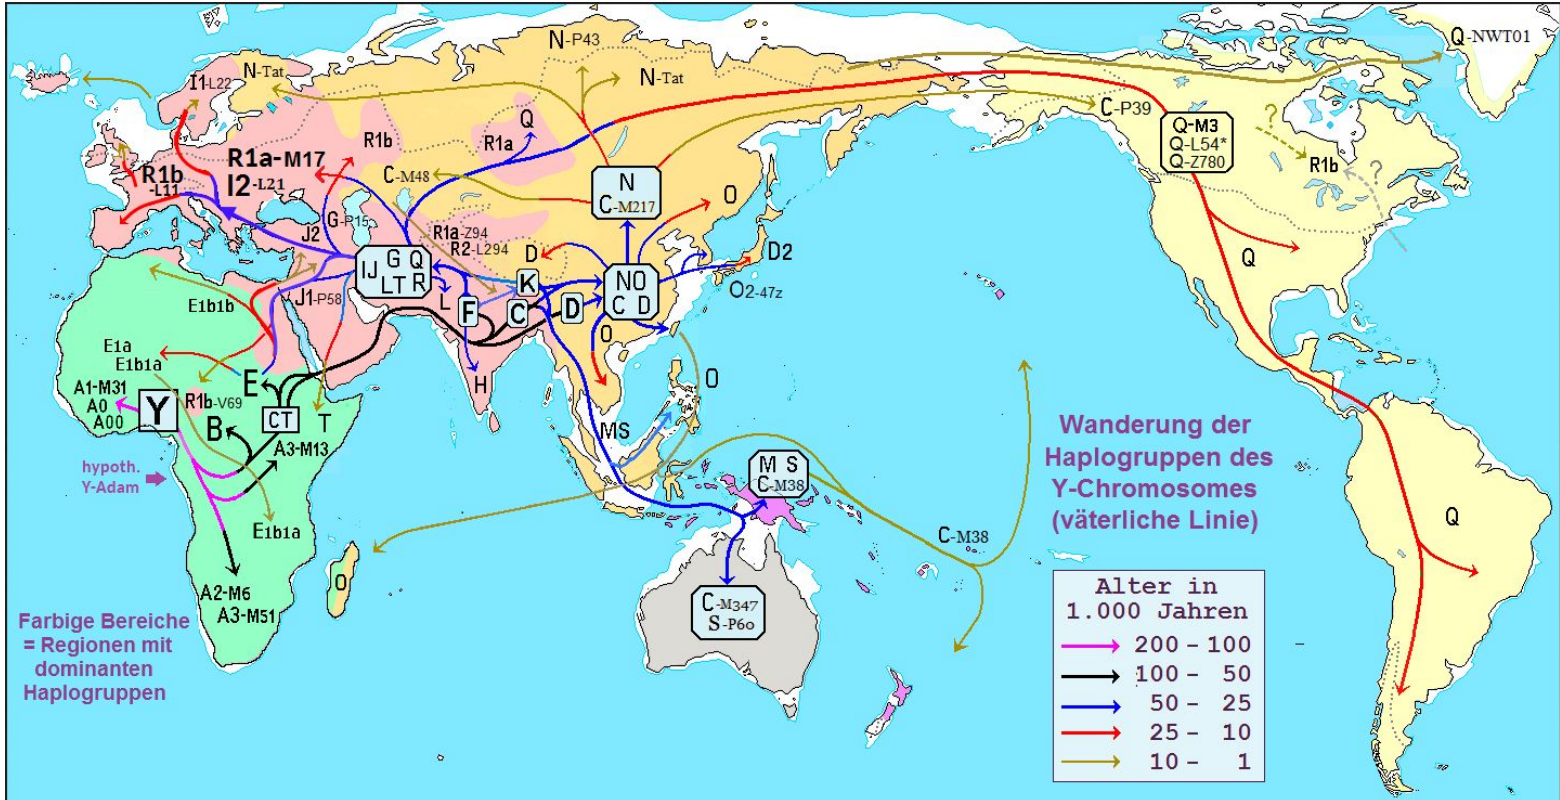 Q-NWT01
N-P43
N-Tat
I1-L22
N-Tat
Q
C-P39
Q-M3
Q-L54*
Q-Z780
?
R1b
?
R1b
R1a
R1a-M17
R1b
-L11
I2-L21
C-M48
N
C-M217
O
G-P15
J2
R1a-Z94
R2-L294
D
D2
Q
G Q
IJ
LT R
K
NO
C D
O2-47z
J1-P58
L
F
C
D
E1b1b
O
E1a
E1b1a
H
O
A1-M31
A0
A00
Y
R1b-V69
E
CT
T
B
A3-M13
MS
Wanderung der
Haplogruppen des
Y-Chromosomes
(väterliche Linie)
hypoth.
Y-Adam
M S
C-M38
E1b1a
C-M38
Q
O
A2-M6
A3-M51
C-M347
S-P60
Farbige Bereiche
= Regionen mit
dominanten
Haplogruppen
Alter in
1.000 Jahren
200 - 100
100 - 50
50 - 25
25 - 10
10 - 1